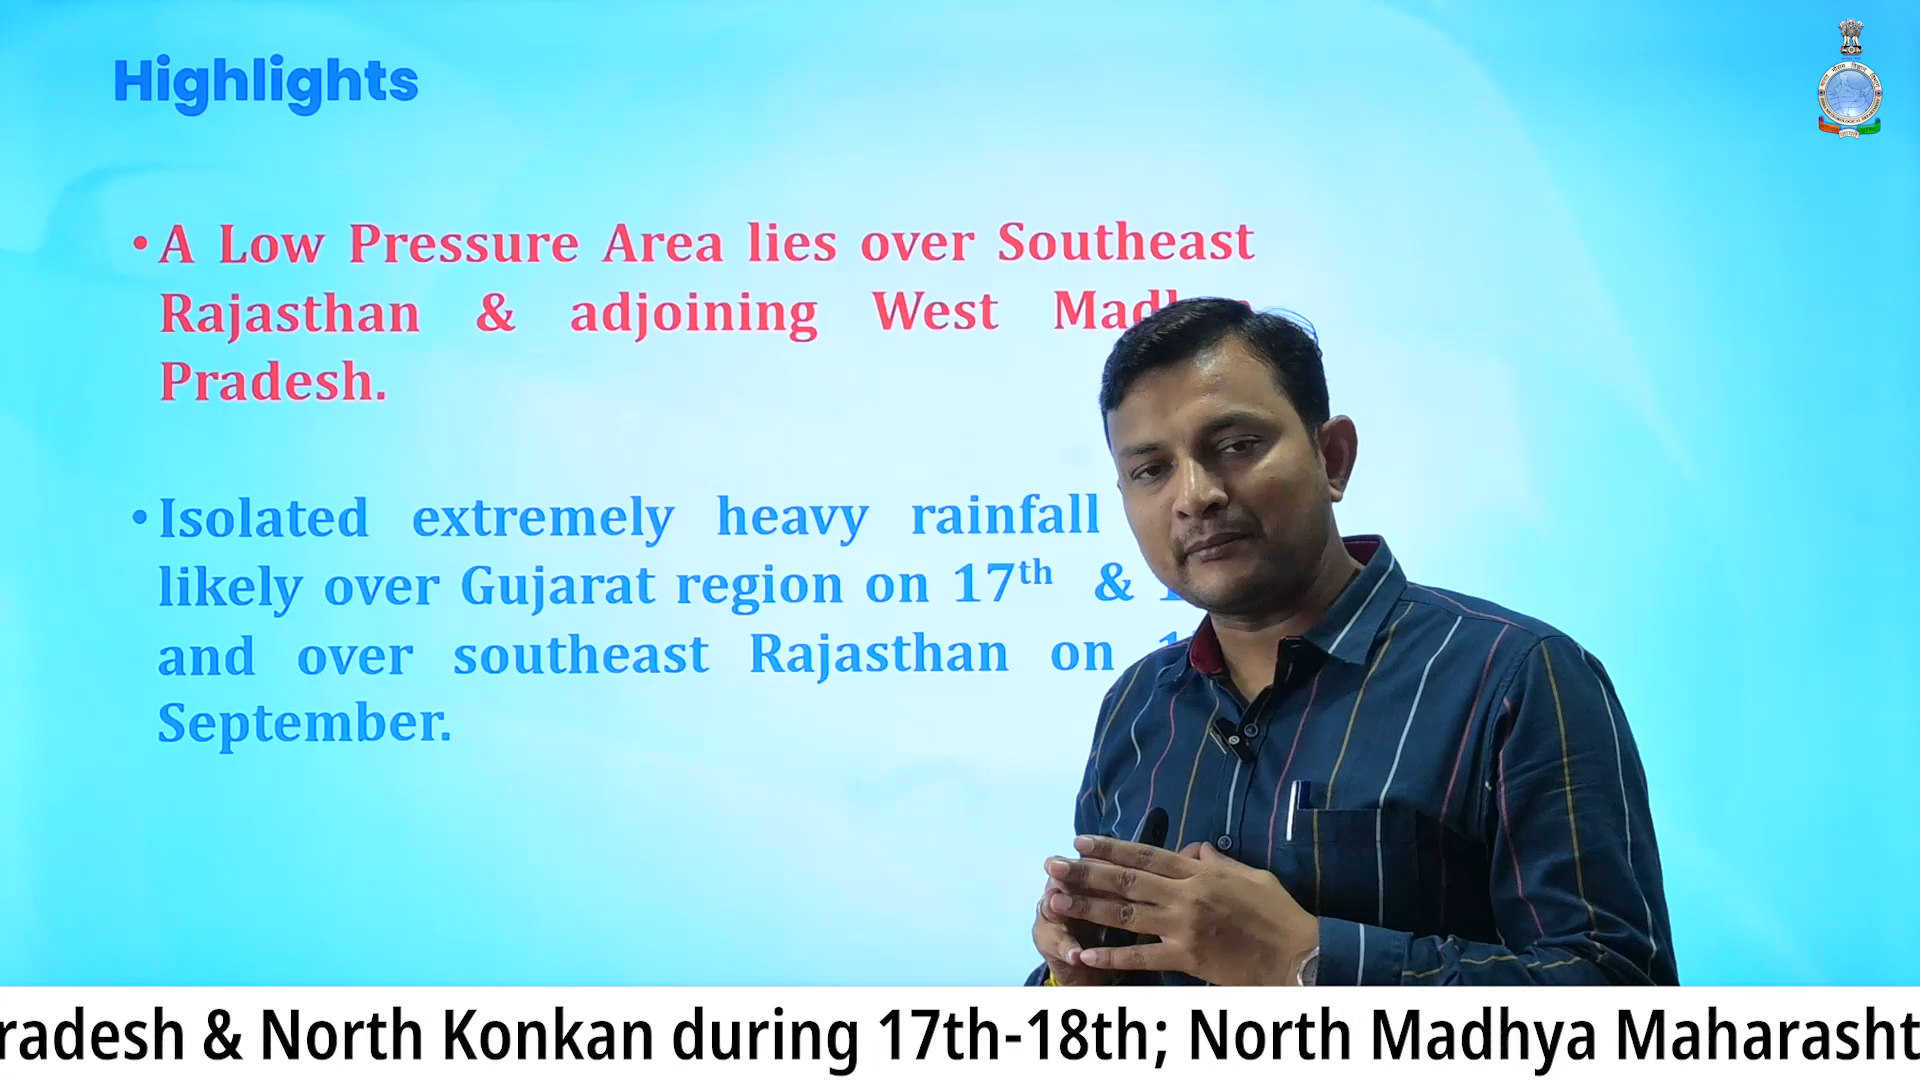 Highlights
• A Low Pressure Area lies over Southeast
Rajasthan & adjoining West
Pradesh.
• Isolated extremely heavy rainfall
likely over Gujarat region on 17th &
and over southeast Rajasthan on
September.
radesh & North Konkan during 17th-18th; North Madhya Maharasht